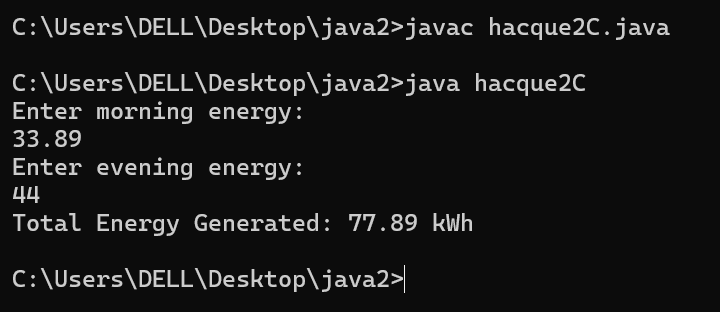 C:\Users\DELL\Desktop\java2>javac hacque2C.java
C:\Users\DELL\Desktop\java2>java hacque2C
Enter morning energy:
33.89
Enter evening energy:
44
Total Energy Generated: 77.89 kWh
C:\Users\DELL\Desktop\java2>